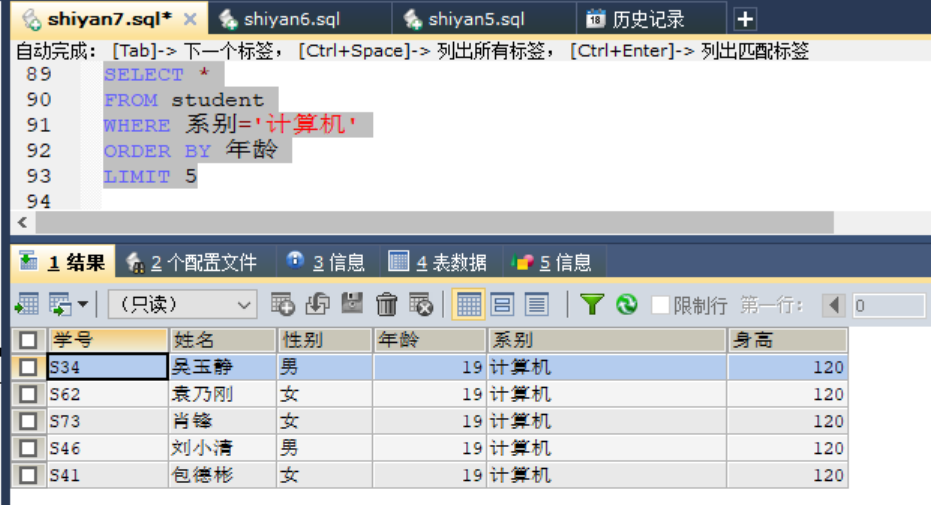 shiyan7.sql* × shiyan6.sql shiyan5.sql 18 历史记录 +
自动完成: [Tab]-> 下一个标签, [Ctrl+Space]-> 列出所有标签, [Ctrl+Enter]-> 列出匹配标签
89 SELECT *
90 FROM student
91 WHERE 系别='计算机'
92 ORDER BY 年龄
93 LIMIT 5
94
1 结果 2 个配置文件 3 信息 4 表数据 5 信息
(只读) 限制行 第一行: 0
学号 姓名 性别 年龄 系别 身高
S34 吴玉静 男 19 计算机 120
S62 袁乃刚 女 19 计算机 120
S73 肖锋 女 19 计算机 120
S46 刘小清 男 19 计算机 120
S41 包德彬 女 19 计算机 120